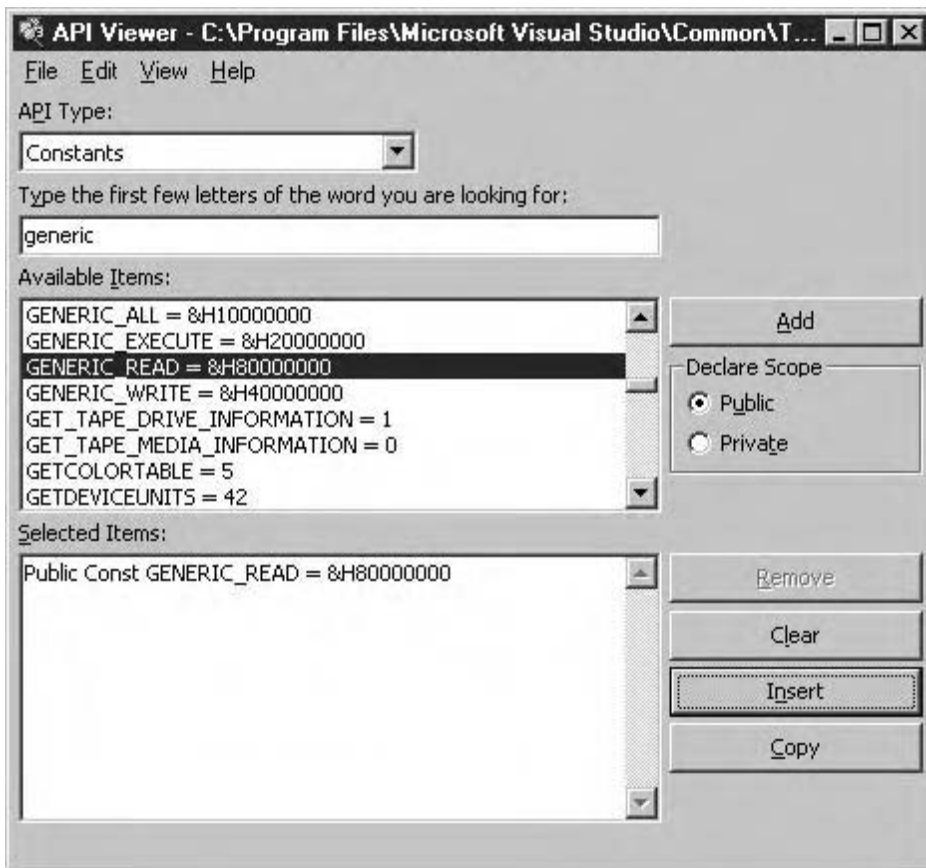 API Viewer - C:\Program Files\Microsoft Visual Studio\Common\T...
File Edit View Help
API Type:
Constants
Type the first few letters of the word you are looking for:
generic
Available Items:
GENERIC_ALL = &H10000000
GENERIC_EXECUTE = &H20000000
GENERIC_READ = &H80000000
GENERIC_WRITE = &H40000000
GET_TAPE_DRIVE_INFORMATION = 1
GET_TAPE_MEDIA_INFORMATION = 0
GETCOLORTABLE = 5
GETDEVICEUNITS = 42
Add
Declare Scope
Public
Private
Selected Items:
Public Const GENERIC_READ = &H80000000
Remove
Clear
Insert
Copy